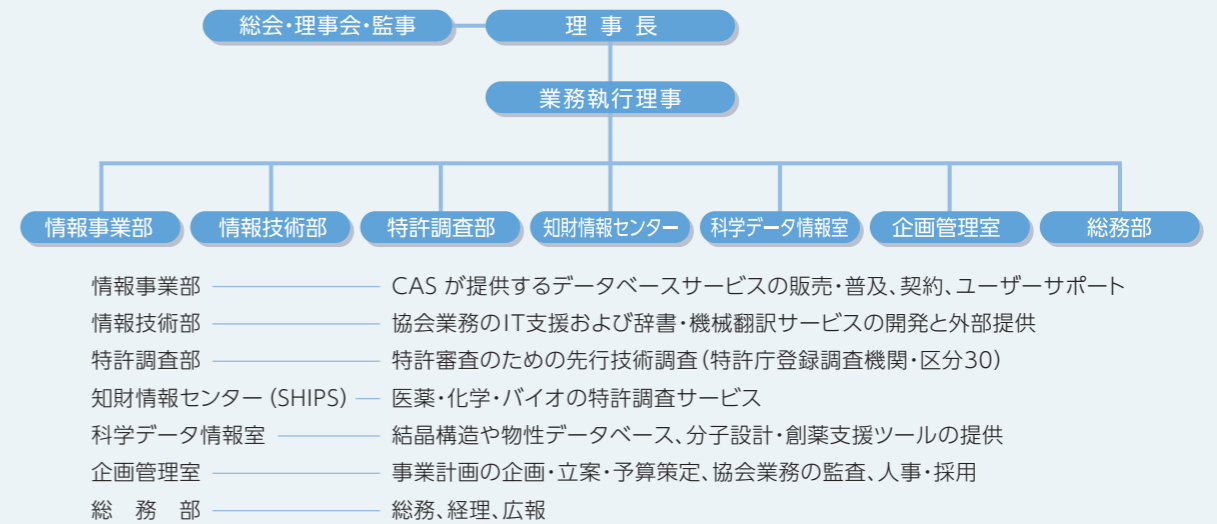 総会・理事会・監事 理 事 長
業務執行理事
情報事業部 情報技術部 特許調査部 知財情報センター 科学データ情報室 企画管理室 総務部
情報事業部 CAS が提供するデータベースサービスの販売・普及、契約、ユーザーサポート
情報技術部 協会業務のIT支援および辞書・機械翻訳サービスの開発と外部提供
特許調査部 特許審査のための先行技術調査(特許庁登録調査機関・区分30)
知財情報センター (SHIPS) 医薬・化学・バイオの特許調査サービス
科学データ情報室 結晶構造や物性データベース、分子設計・創薬支援ツールの提供
企画管理室 事業計画の企画・立案・予算策定、協会業務の監査、人事・採用
総 務 部 総務、経理、広報